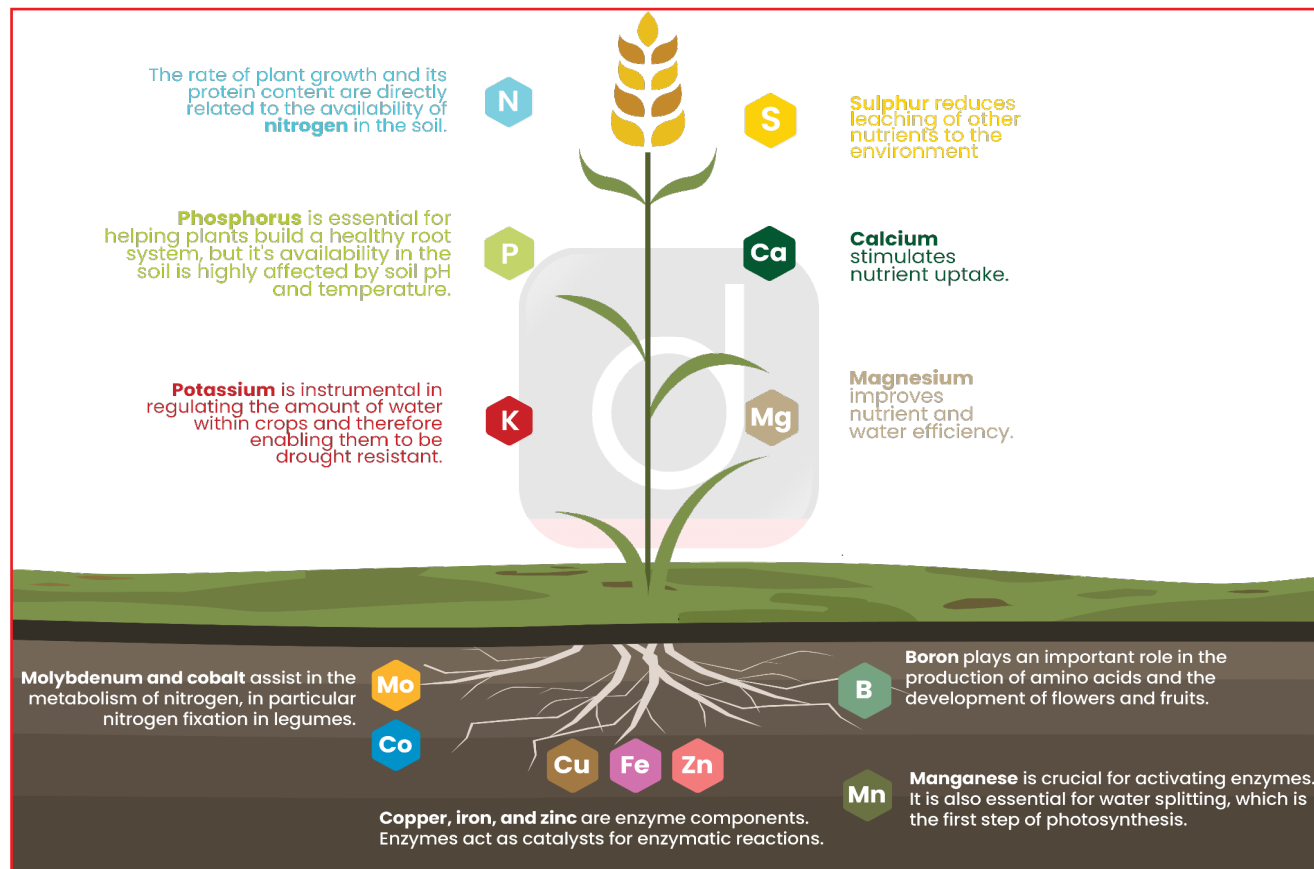 The rate of plant growth and its
protein content are directly
related to the availability of
nitrogen in the soil.
N
S
Sulphur reduces
leaching of other
nutrients to the
environment
Phosphorus is essential for
helping plants build a healthy root
system, but it's availability in the
soil is highly affected by soil pH
and temperature.
P
Ca
Calcium
stimulates
nutrient uptake.
Potassium is instrumental in
regulating the amount of water
within crops and therefore
enabling them to be
drought resistant.
K
Mg
Magnesium
improves
nutrient and
water efficiency.
Molybdenum and cobalt assist in the
metabolism of nitrogen, in particular
nitrogen fixation in legumes.
Mo
Co
Cu
Fe
Zn
Copper, iron, and zinc are enzyme components.
Enzymes act as catalysts for enzymatic reactions.
B
Boron plays an important role in the
production of amino acids and the
development of flowers and fruits.
Mn
Manganese is crucial for activating enzymes.
It is also essential for water splitting, which is
the first step of photosynthesis.